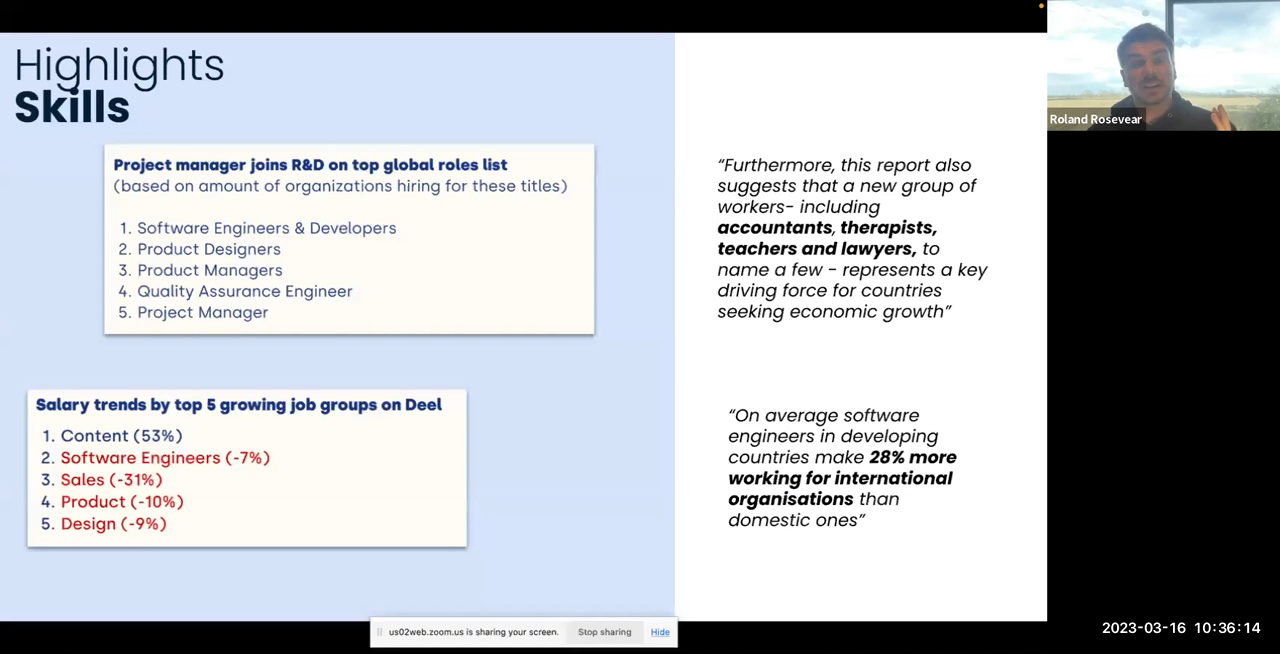 Highlights
Skills
Project manager joins R&D on top global roles list
(based on amount of organizations hiring for these titles)
1. Software Engineers & Developers
2. Product Designers
3. Product Managers
4. Quality Assurance Engineer
5. Project Manager
Salary trends by top 5 growing job groups on Deel
1. Content (53%)
2. Software Engineers (-7%)
3. Sales (-31%)
4. Product (-10%)
5. Design (-9%)
“Furthermore, this report also
suggests that a new group of
workers- including
accountants, therapists,
teachers and lawyers, to
name a few - represents a key
driving force for countries
seeking economic growth”
“On average software
engineers in developing
countries make 28% more
working for international
organisations than
domestic ones”
Roland Rosevear
us02web.zoom.us is sharing your screen.
Stop sharing
Hide
2023-03-16 10:36:14